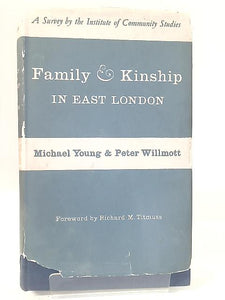 A Survey by the Institute of Community Studies
Family & Kinship
IN EAST LONDON
Michael Young & Peter Willmott
Foreword by Richard M. Titmuss